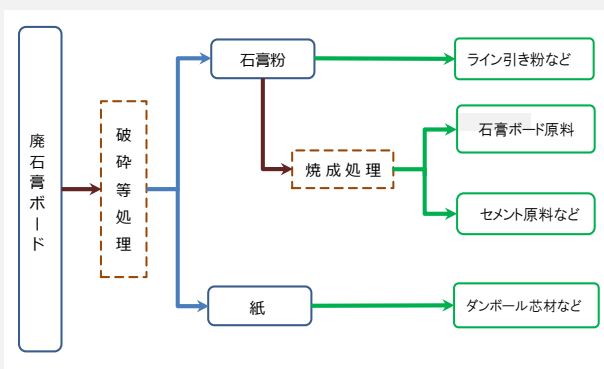 廃石膏ボード
破砕等処理
石膏粉
ライン引き粉など
焼成処理
石膏ボード原料
セメント原料など
紙
ダンボール芯材など